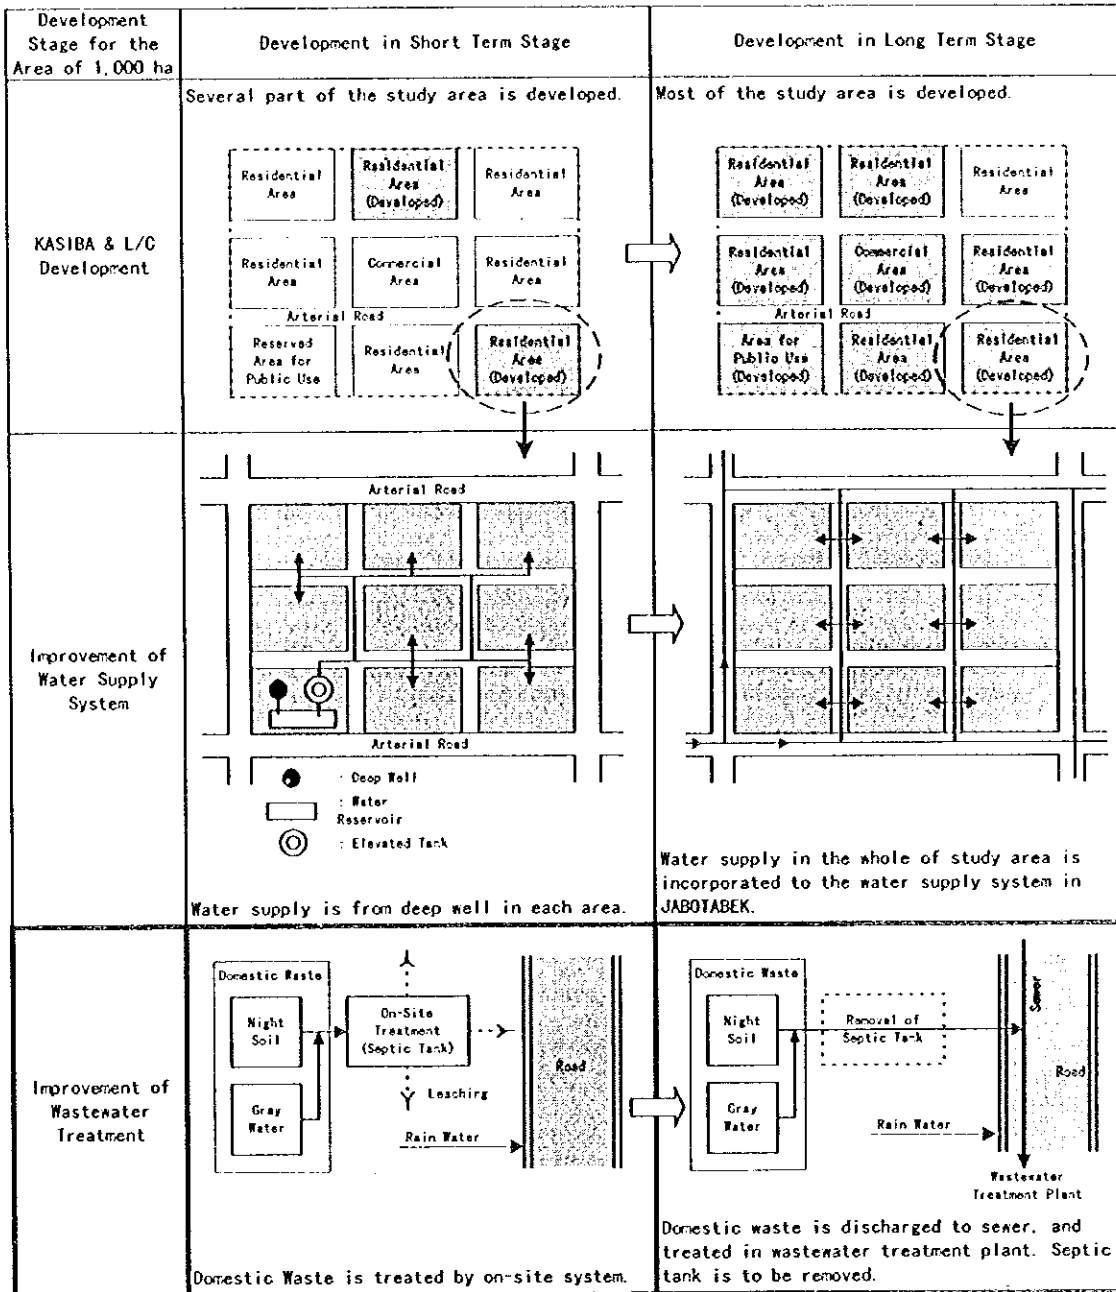 Development
Stage for the
Area of 1,000 ha
Development in Short Term Stage
Development in Long Term Stage
KASIBA & L/C
Development
Several part of the study area is developed.
Residential
Area
Residential
Area
(Developed)
Residential
Area
Residential
Area
Comercial
Area
Residential
Area
Arterial Road
Reserved
Area for
Public Use
Residential
Area
Residential
Area
(Developed)
Most of the study area is developed.
Residential
Area
(Developed)
Residential
Area
(Developed)
Residential
Area
Residential
Area
(Developed)
Commercial
Area
(Developed)
Residential
Area
(Developed)
Arterial Road
Area for
Public Use
(Developed)
Residential
Area
(Developed)
Residential
Area
(Developed)
Improvement of
Water Supply
System
Arterial Road
Arterial Road
: Deep Well
: Water
Reservoir
: Elevated Tank
Water supply is from deep well in each area.
Water supply in the whole of study area is
incorporated to the water supply system in
JABOTABEK.
Improvement of
Wastewater
Treatment
Domestic Waste
Night
Soil
Gray
Water
On-Site
Treatment
(Septic Tank)
Leaching
Rain Water
Road
Domestic Waste is treated by on-site system.
Domestic Waste
Night
Soil
Gray
Water
Removal of
Septic Tank
Sewer
Road
Rain Water
Wastewater
Treatment Plant
Domestic waste is discharged to sewer, and
treated in wastewater treatment plant. Septic
tank is to be removed.